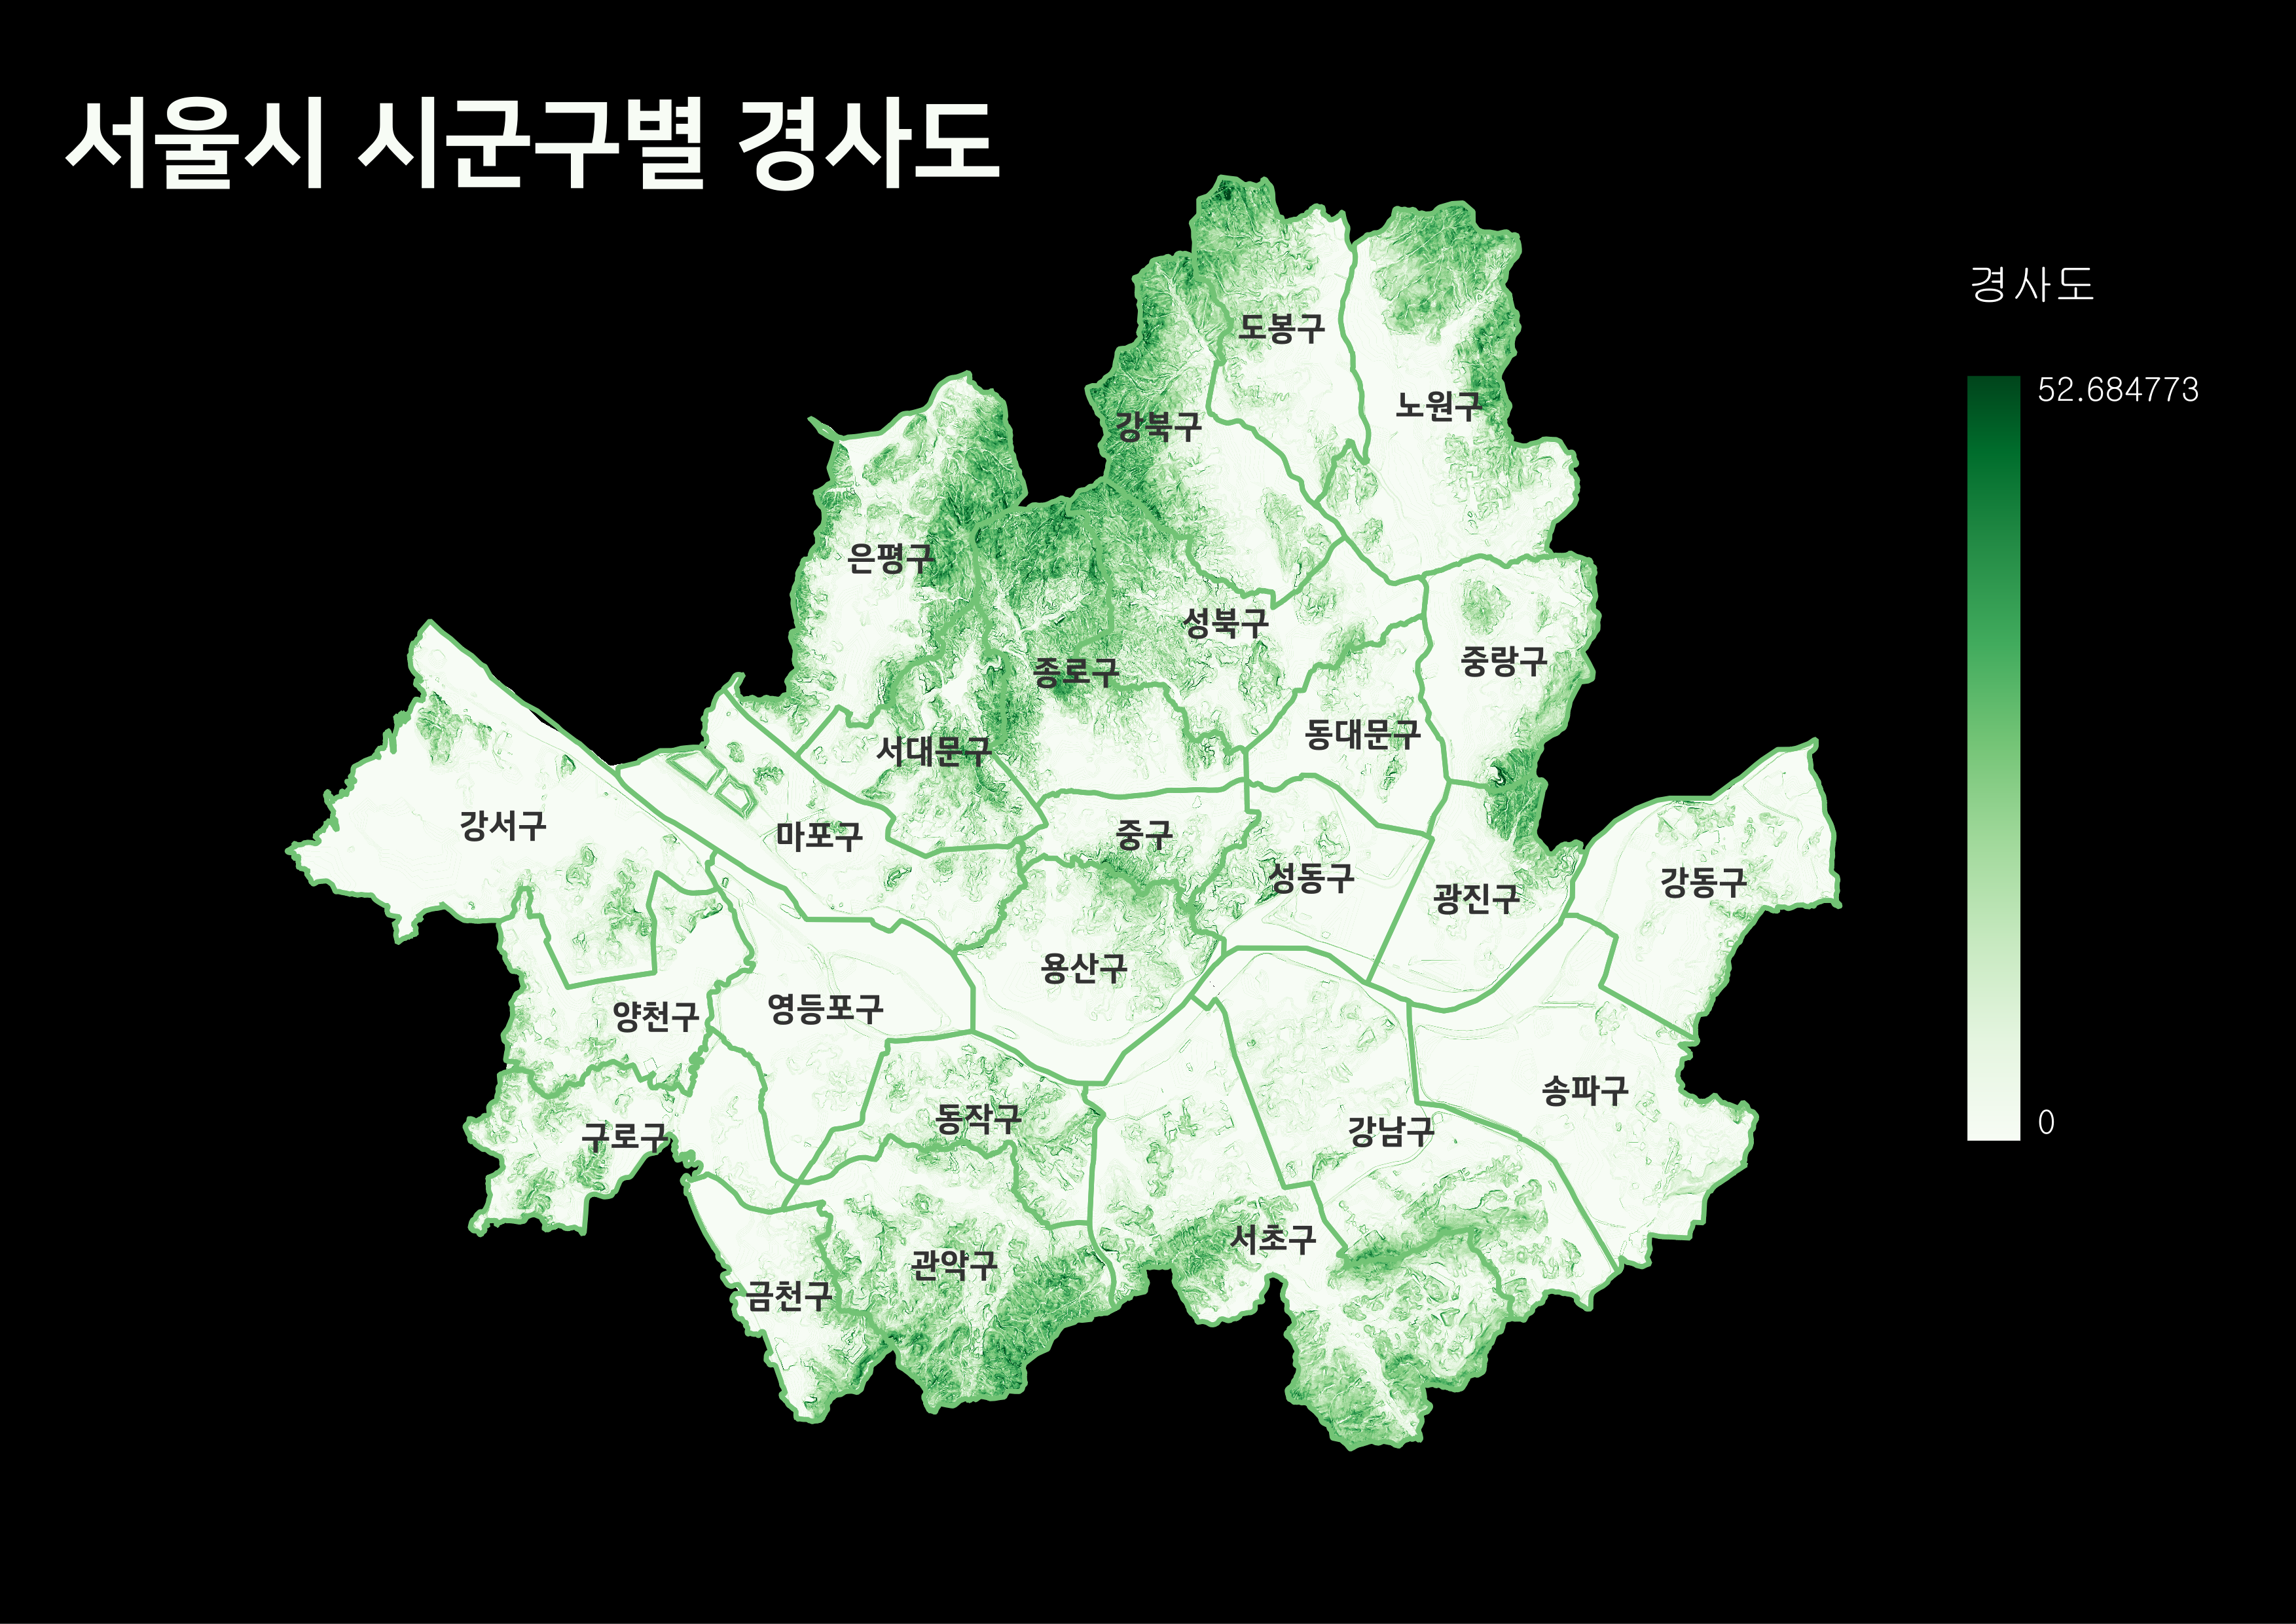 서울시 시군구별 경사도
경사도
52.684773
0
도봉구
노원구
강북구
은평구
성북구
중랑구
종로구
동대문구
서대문구
강서구
마포구
중구
성동구
광진구
강동구
용산구
양천구
영등포구
송파구
동작구
강남구
구로구
서초구
관악구
금천구